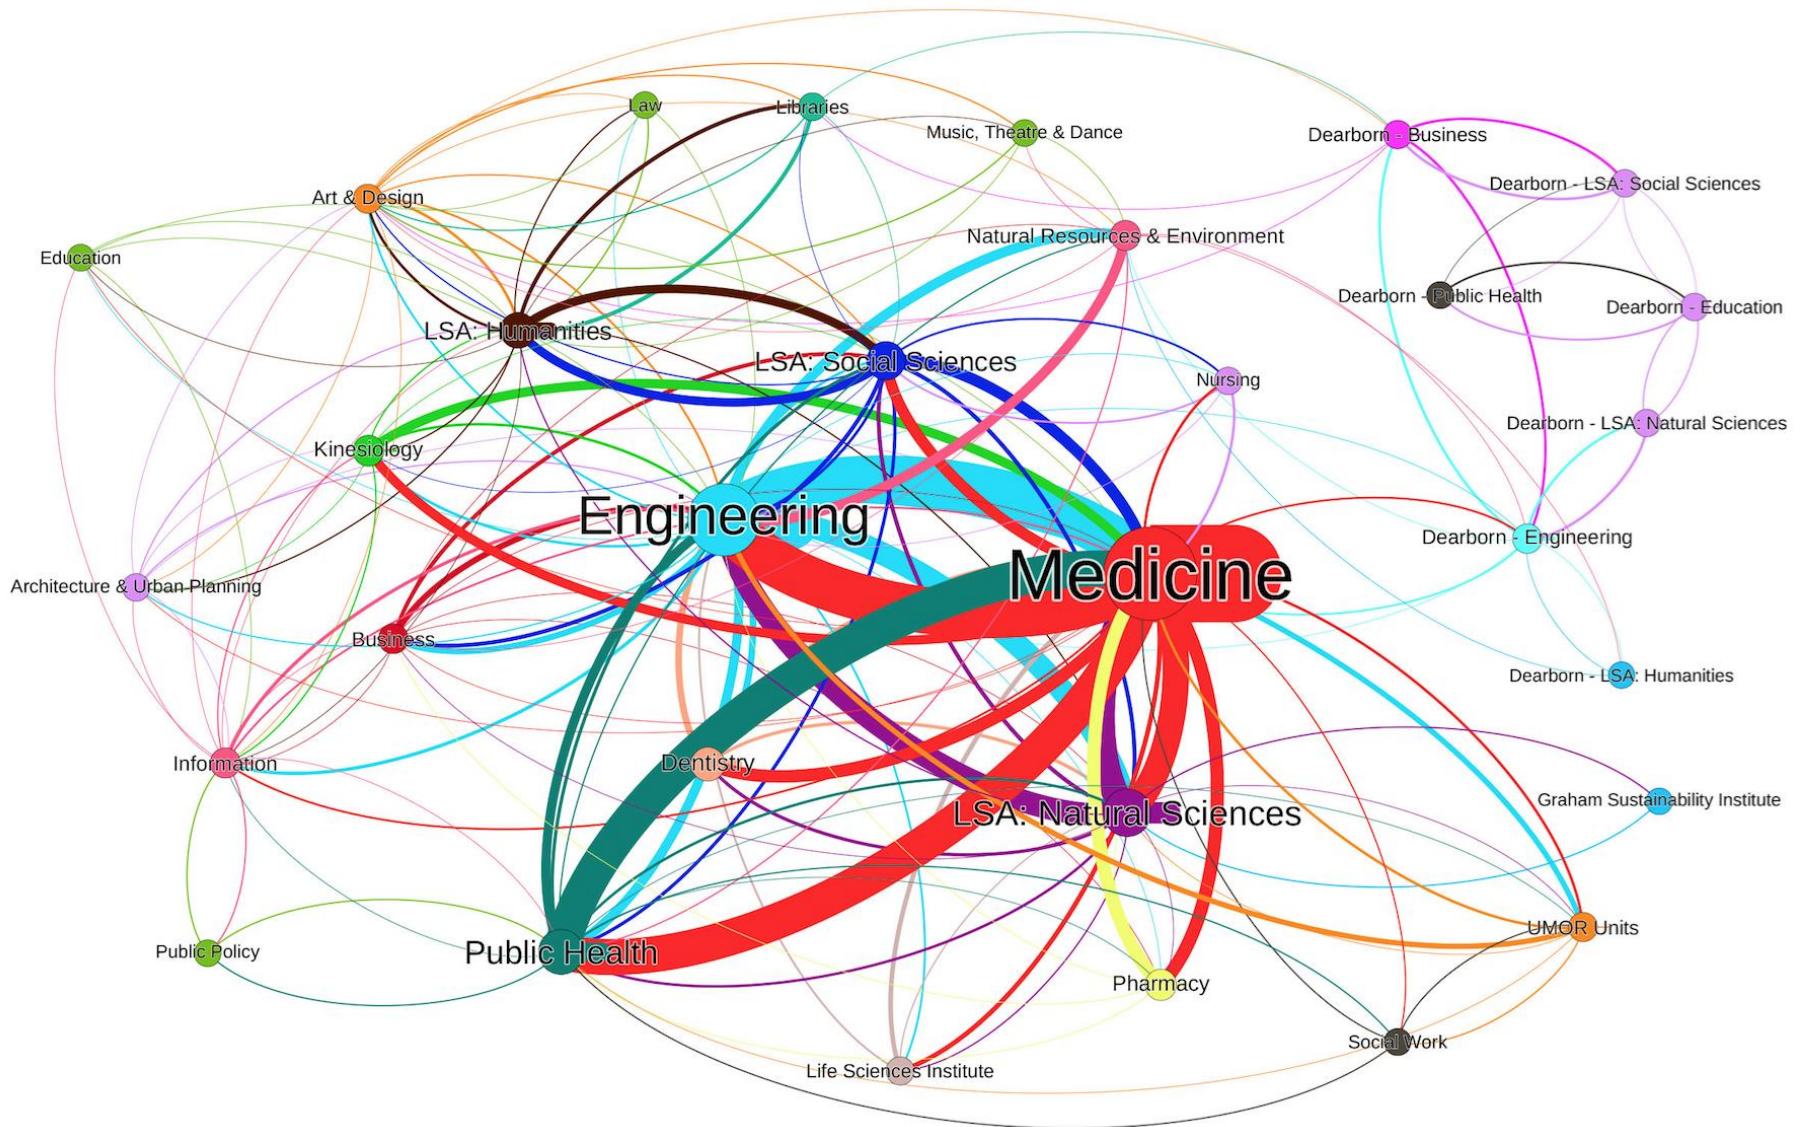 Law
Libraries
Music, Theatre & Dance
Dearborn - Business
Dearborn - LSA: Social Sciences
Art & Design
Natural Resources & Environment
Education
Dearborn - Public Health
Dearborn - Education
LSA: Humanities
LSA: Social Sciences
Nursing
Dearborn - LSA: Natural Sciences
Kinesiology
Engineering
Dearborn - Engineering
Medicine
Architecture & Urban Planning
Business
Dearborn - LSA: Humanities
Information
Dentistry
Graham Sustainability Institute
LSA: Natural Sciences
UMOR Units
Public Policy
Public Health
Pharmacy
Social Work
Life Sciences Institute